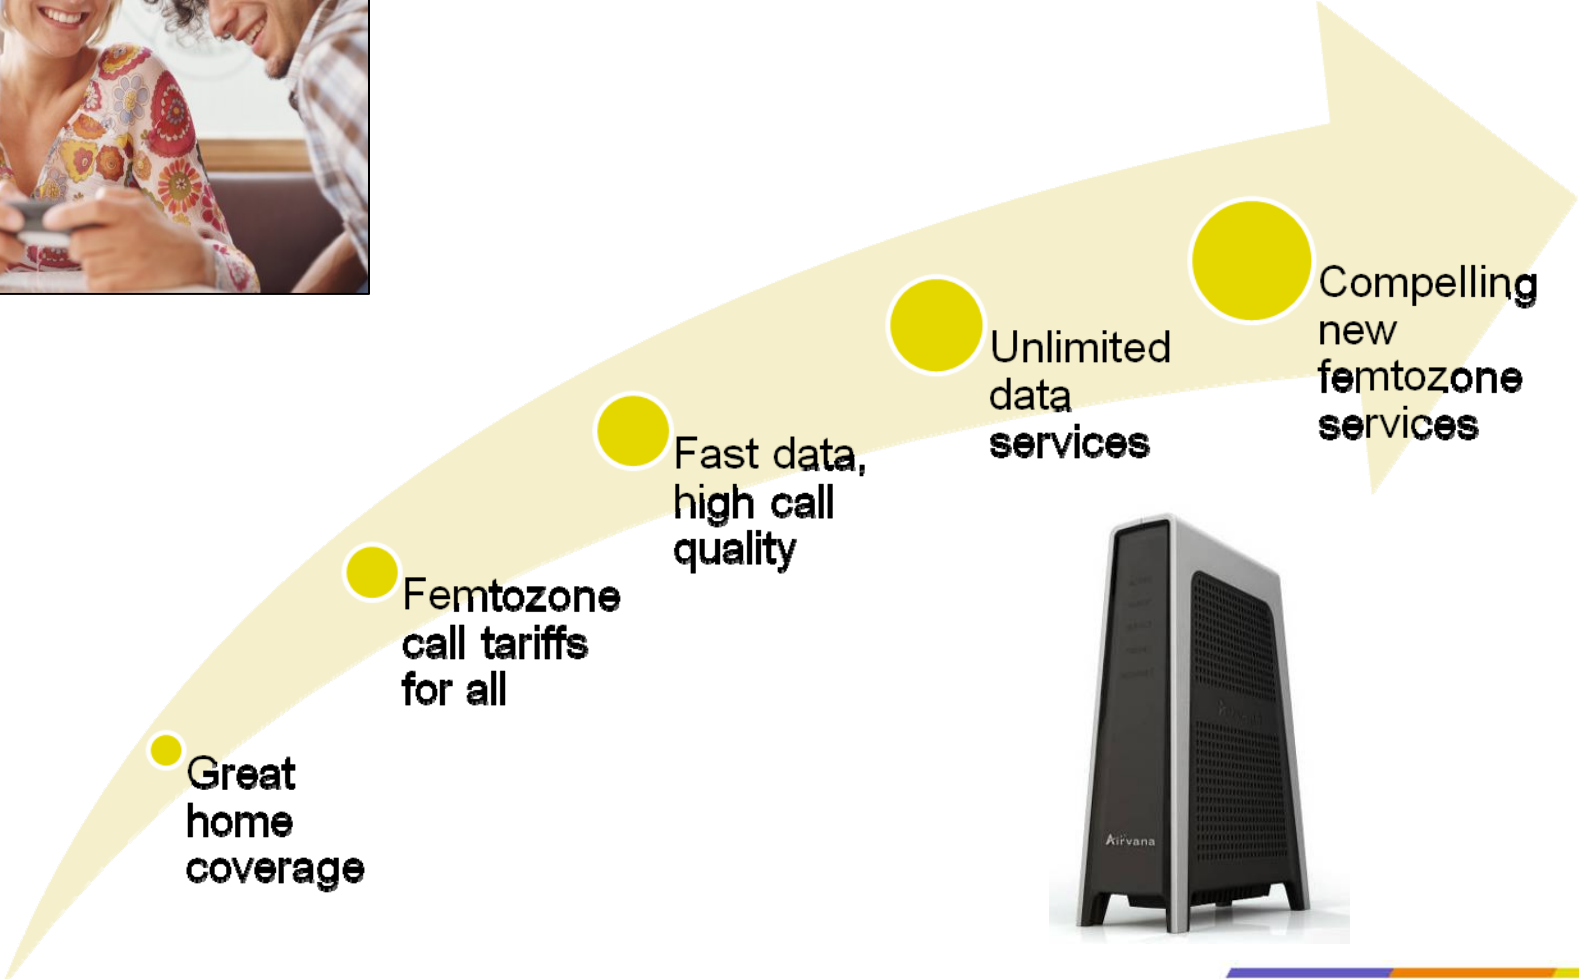 Great
home
coverage
Femtozone
call tariffs
for all
Fast data,
high call
quality
Unlimited
data
services
Compelling
new
femtozone
services
Airvana